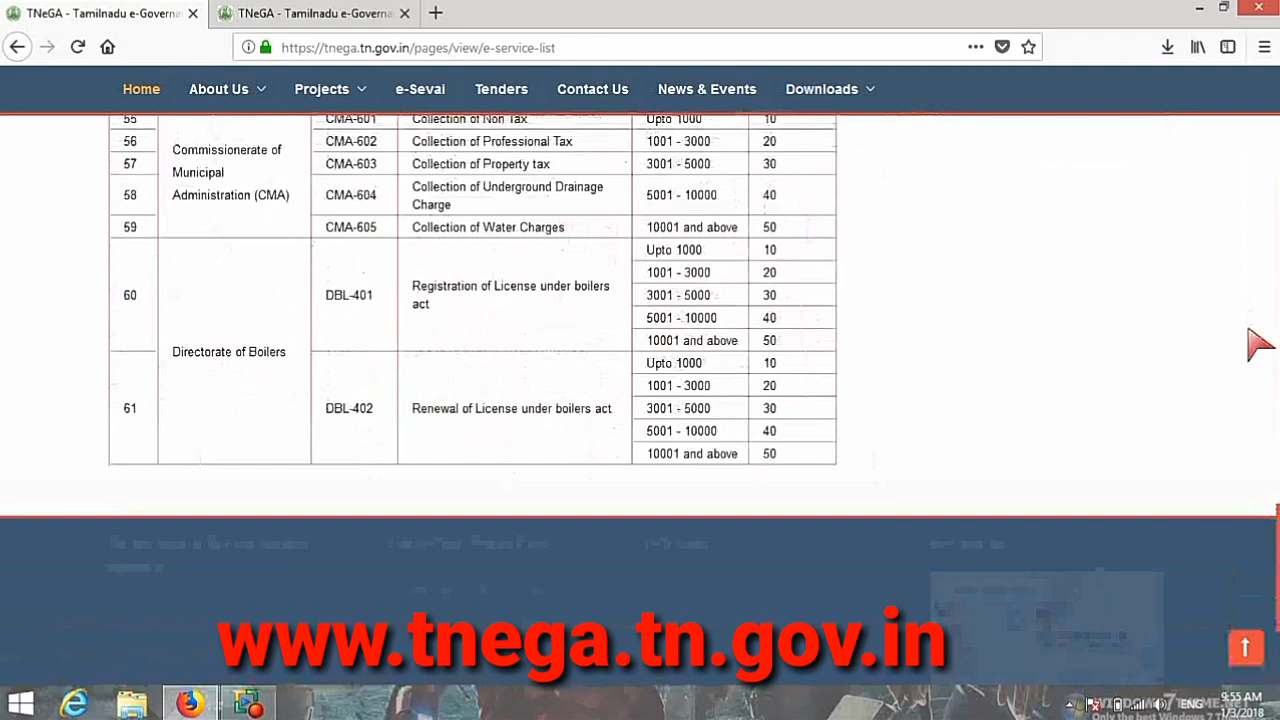 TNeGA - Tamilnadu e-Governa
TNeGA - Tamilnadu e-Governa
https://tnega.tn.gov.in/pages/view/e-service-list
Home About Us Projects e-Sevai Tenders Contact Us News & Events Downloads
55 CMA-601 Collection of Non Tax Upto 1000 10
56 CMA-602 Collection of Professional Tax 1001 - 3000 20
Commissionerate of
Municipal
Administration (CMA)
57 CMA-603 Collection of Property tax 3001 - 5000 30
58 CMA-604 Collection of Underground Drainage
Charge 5001 - 10000 40
59 CMA-605 Collection of Water Charges 10001 and above 50
Directorate of Boilers
60 DBL-401 Registration of License under boilers
act
Upto 1000 10
1001 - 3000 20
3001 - 5000 30
5001 - 10000 40
10001 and above 50
61 DBL-402 Renewal of License under boilers act
Upto 1000 10
1001 - 3000 20
3001 - 5000 30
5001 - 10000 40
10001 and above 50
www.tnega.tn.gov.in
ENG
9:55 AM
1/3/2018